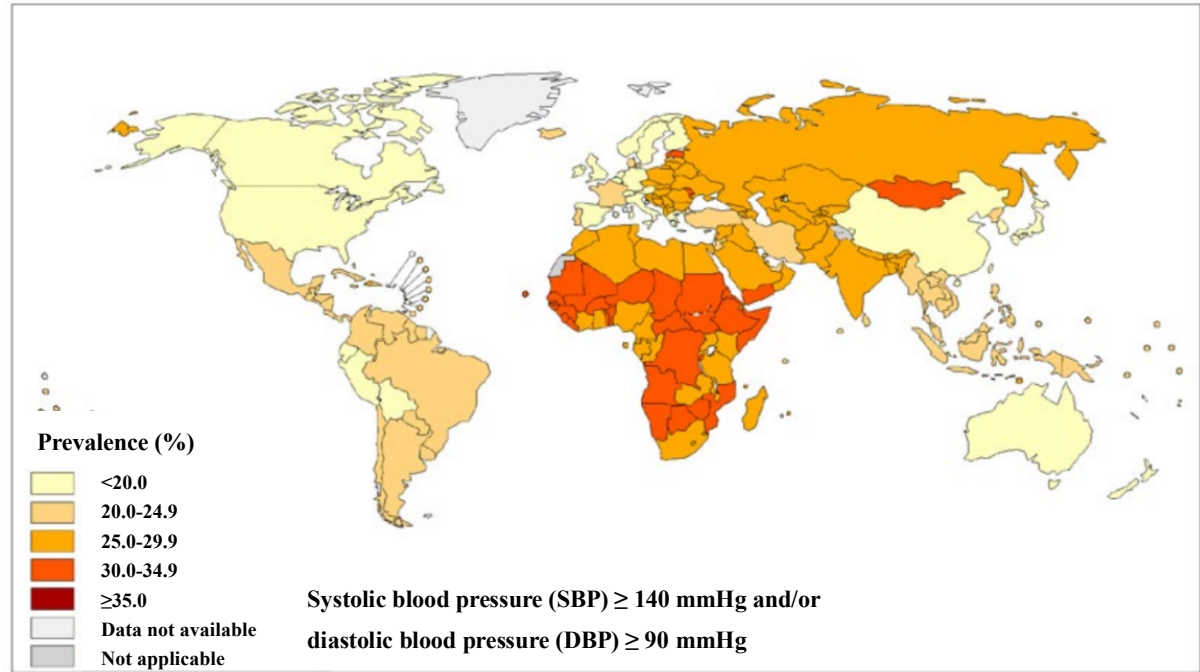 Prevalence (%)
<20.0
20.0-24.9
25.0-29.9
30.0-34.9
≥35.0
Data not available
Not applicable
Systolic blood pressure (SBP) ≥ 140 mmHg and/or
diastolic blood pressure (DBP) ≥ 90 mmHg